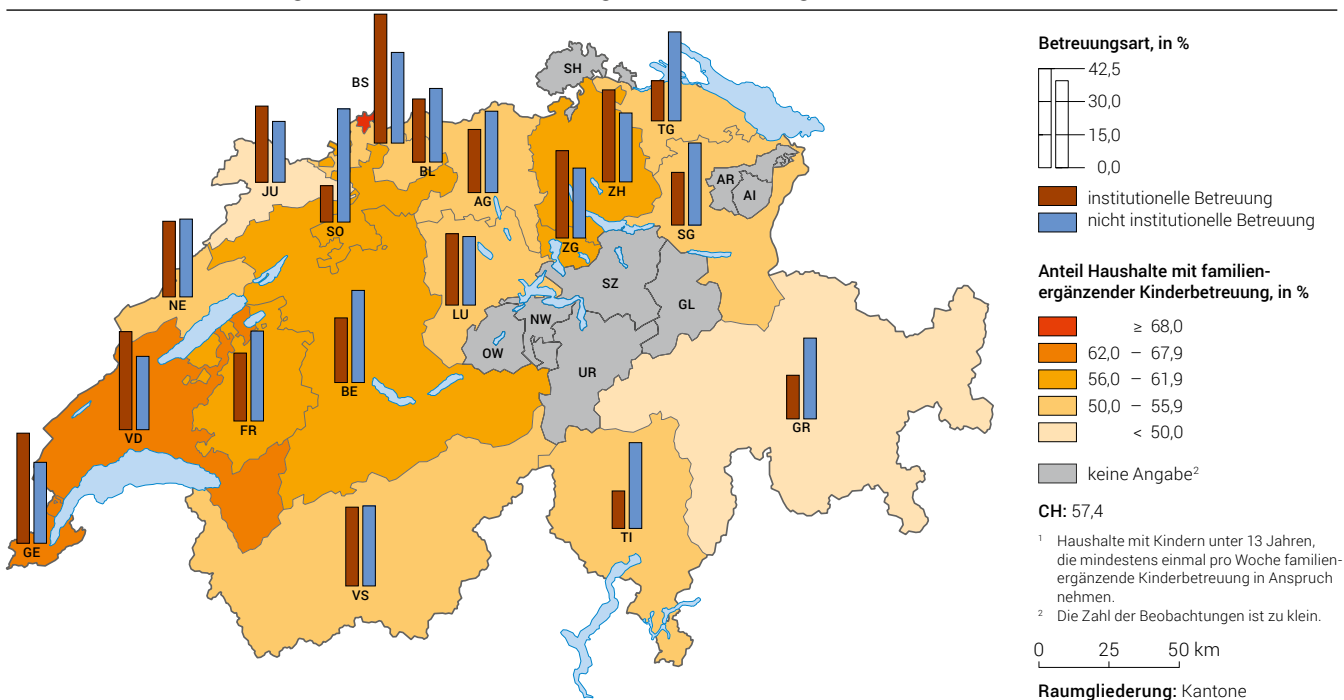 BS
SH
TG
JU
BL
AG
ZH
AR
AI
SO
SG
ZG
NE
LU
SZ
NW
GL
OW
UR
BE
VD
FR
GR
GE
TI
VS
Betreuungsart, in %
42,5
30,0
15,0
0,0
institutionelle Betreuung
nicht institutionelle Betreuung
Anteil Haushalte mit familien-
ergänzender Kinderbetreuung, in %
≥ 68,0
62,0 – 67,9
56,0 – 61,9
50,0 – 55,9
< 50,0
keine Angabe²
CH: 57,4
¹ Haushalte mit Kindern unter 13 Jahren,
die mindestens einmal pro Woche familien-
ergänzende Kinderbetreuung in Anspruch
nehmen.
² Die Zahl der Beobachtungen ist zu klein.
0 25 50 km
Raumgliederung: Kantone